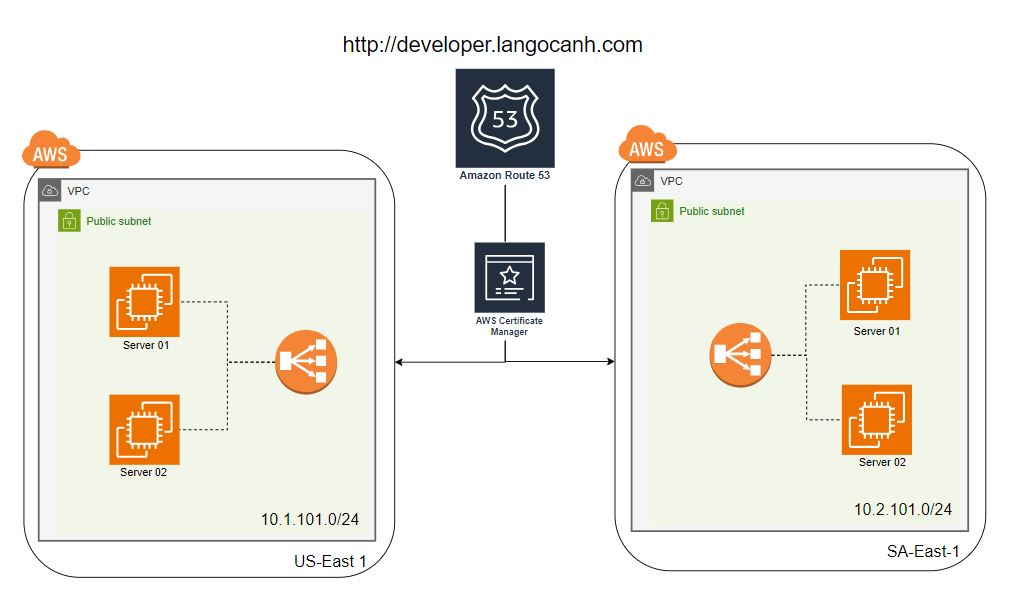 http://developer.langocanh.com
53
Amazon Route 53
AWS Certificate
Manager
AWS
VPC
Public subnet
Server 01
Server 02
10.1.101.0/24
US-East 1
AWS
VPC
Public subnet
Server 01
Server 02
10.2.101.0/24
SA-East-1